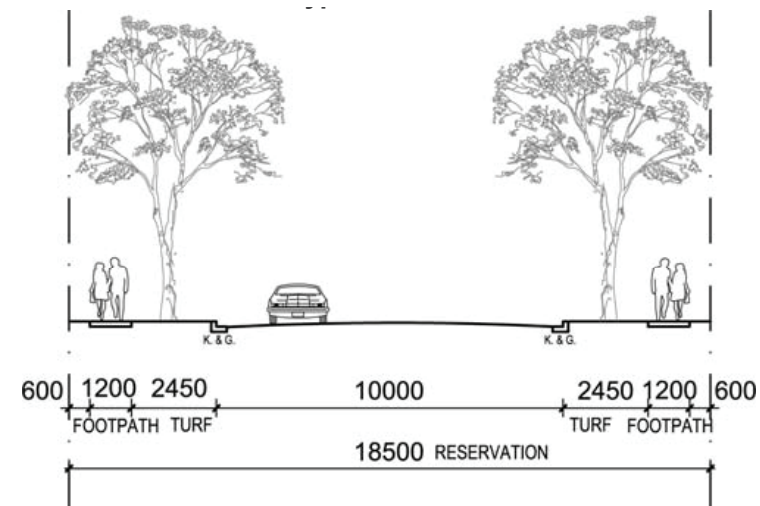 K. & G. K. & G.
600 1200 2450 10000 2450 1200 600
FOOTPATH TURF TURF FOOTPATH
18500 RESERVATION